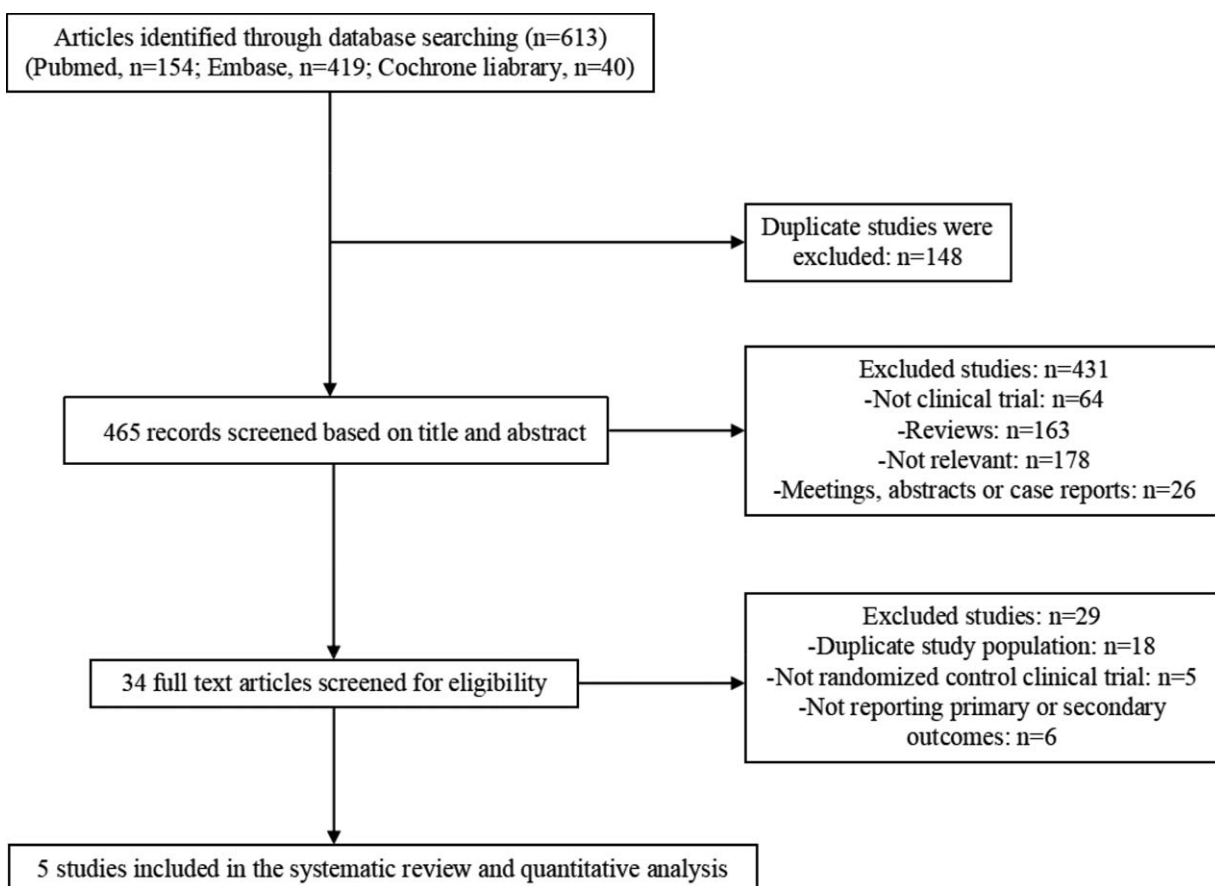 Articles identified through database searching (n=613)
(Pubmed, n=154; Embase, n=419; Cochrone liabrary, n=40)
Duplicate studies were
excluded: n=148
Excluded studies: n=431
-Not clinical trial: n=64
-Reviews: n=163
-Not relevant: n=178
-Meetings, abstracts or case reports: n=26
465 records screened based on title and abstract
Excluded studies: n=29
-Duplicate study population: n=18
-Not randomized control clinical trial: n=5
-Not reporting primary or secondary
outcomes: n=6
34 full text articles screened for eligibility
5 studies included in the systematic review and quantitative analysis